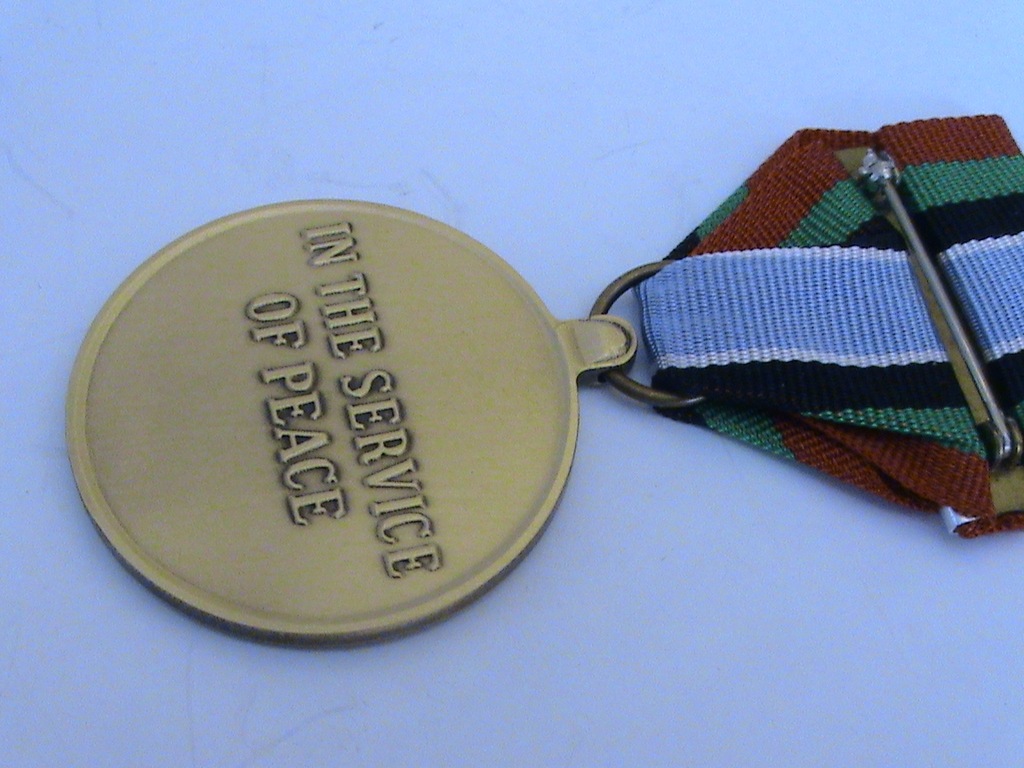 IN THE SERVICE
OF PEACE